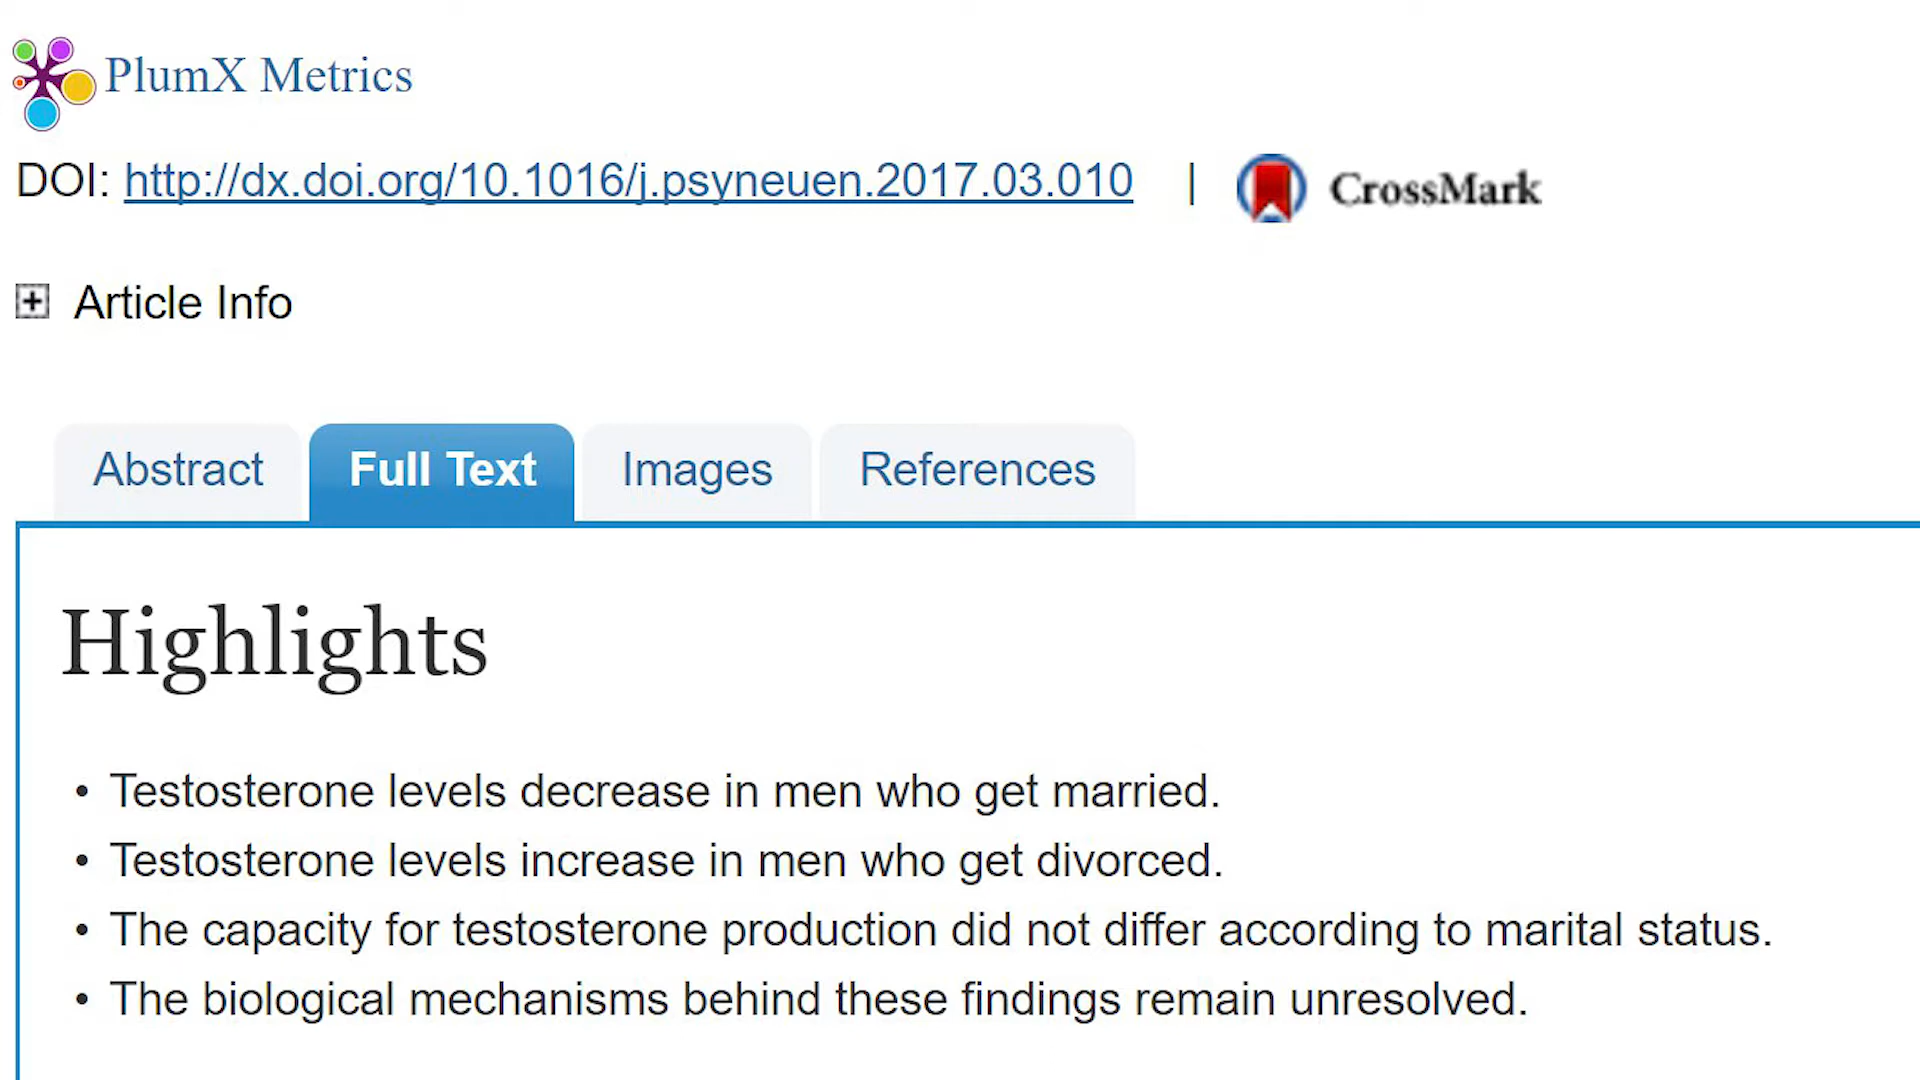 PlumX Metrics
DOI: http://dx.doi.org/10.1016/j.psyneuen.2017.03.010 | CrossMark
Article Info
Abstract Full Text Images References
Highlights
• Testosterone levels decrease in men who get married.
• Testosterone levels increase in men who get divorced.
• The capacity for testosterone production did not differ according to marital status.
• The biological mechanisms behind these findings remain unresolved.